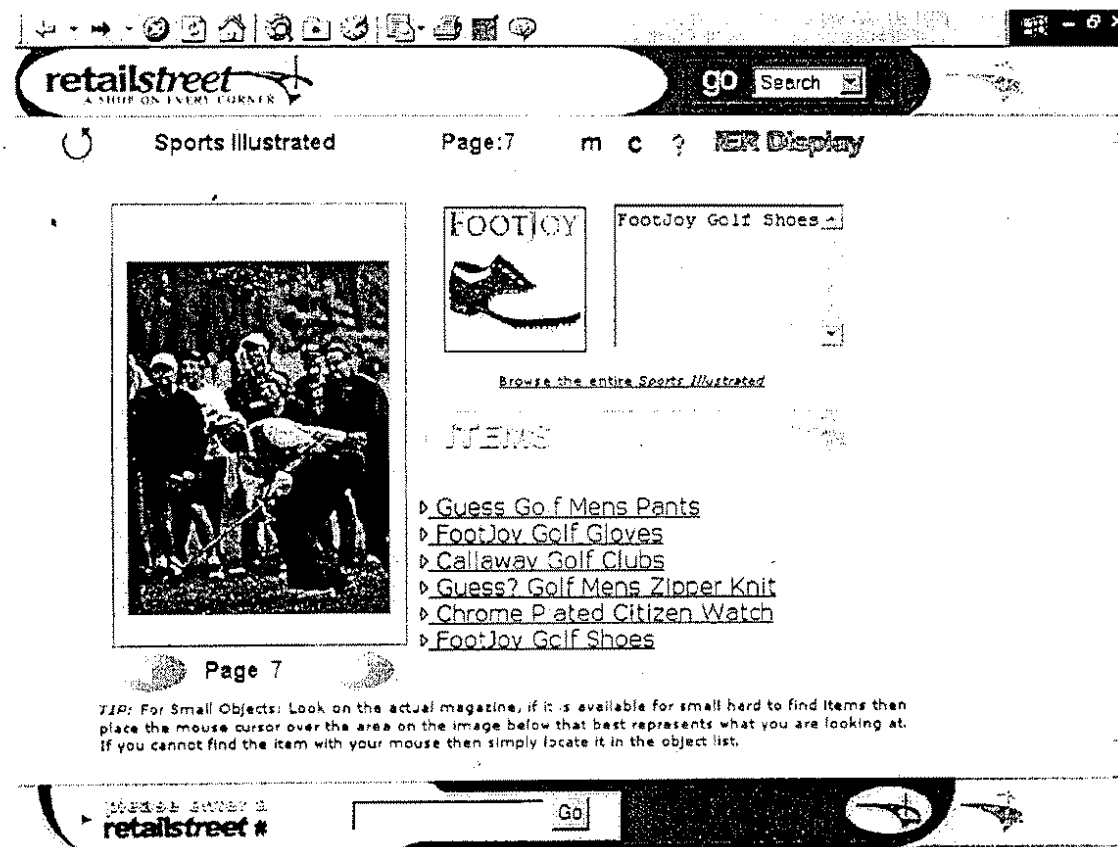 retailstreet
A SHOP ON EVERY CORNER
go Search
Sports Illustrated Page:7 m c ? IER Display
FOOTJOY
FootJoy Golf Shoes
Browse the entire Sports Illustrated
ITEMS
Guess Golf Mens Pants
FootJoy Golf Gloves
Callaway Golf Clubs
Guess? Golf Mens Zipper Knit
Chrome Plated Citizen Watch
FootJoy Golf Shoes
Page 7
TIP: For Small Objects: Look on the actual magazine, if it is available for small hard to find items then
place the mouse cursor over the area on the image below that best represents what you are looking at.
If you cannot find the item with your mouse then simply locate it in the object list.
please enter a
retailstreet # Go